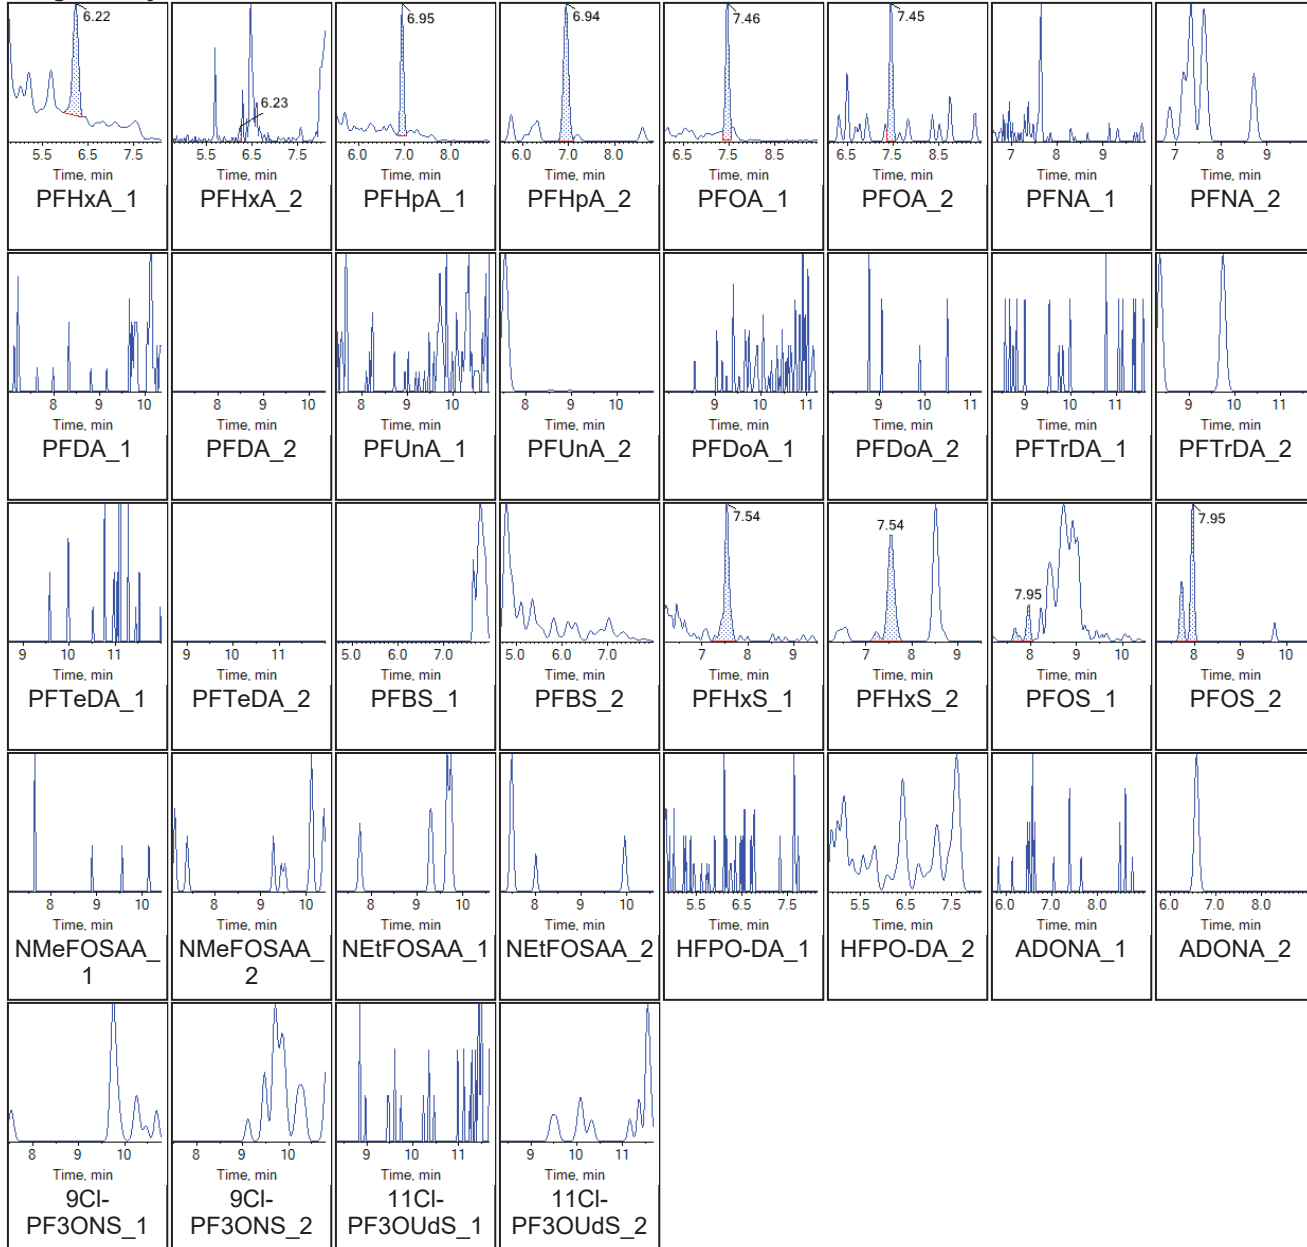 6.22
6.23
6.95
6.94
7.46
7.45
5.5 6.5 7.5
5.5 6.5 7.5
6.0 7.0 8.0
6.0 7.0 8.0
6.5 7.5 8.5
6.5 7.5 8.5
7 8 9
7 8 9
Time, min
Time, min
Time, min
Time, min
Time, min
Time, min
Time, min
Time, min
PFHxA_1
PFHxA_2
PFHpA_1
PFHpA_2
PFOA_1
PFOA_2
PFNA_1
PFNA_2
8 9 10
8 9 10
8 9 10
8 9 10
9 10 11
9 10 11
9 10 11
9 10 11
Time, min
Time, min
Time, min
Time, min
Time, min
Time, min
Time, min
Time, min
PFDA_1
PFDA_2
PFUnA_1
PFUnA_2
PFDoA_1
PFDoA_2
PFTrDA_1
PFTrDA_2
7.54
7.54
7.95
7.95
9 10 11
9 10 11
5.0 6.0 7.0
5.0 6.0 7.0
7 8 9
7 8 9
8 9 10
8 9 10
Time, min
Time, min
Time, min
Time, min
Time, min
Time, min
Time, min
Time, min
PFTeDA_1
PFTeDA_2
PFBS_1
PFBS_2
PFHxS_1
PFHxS_2
PFOS_1
PFOS_2
8 9 10
8 9 10
8 9 10
8 9 10
5.5 6.5 7.5
5.5 6.5 7.5
6.0 7.0 8.0
6.0 7.0 8.0
Time, min
Time, min
Time, min
Time, min
Time, min
Time, min
Time, min
Time, min
NMeFOSAA_
1
NMeFOSAA_
2
NEtFOSAA_1
NEtFOSAA_2
HFPO-DA_1
HFPO-DA_2
ADONA_1
ADONA_2
8 9 10
8 9 10
9 10 11
9 10 11
Time, min
Time, min
Time, min
Time, min
9Cl-
PF3ONS_1
9Cl-
PF3ONS_2
11Cl-
PF3OUdS_1
11Cl-
PF3OUdS_2